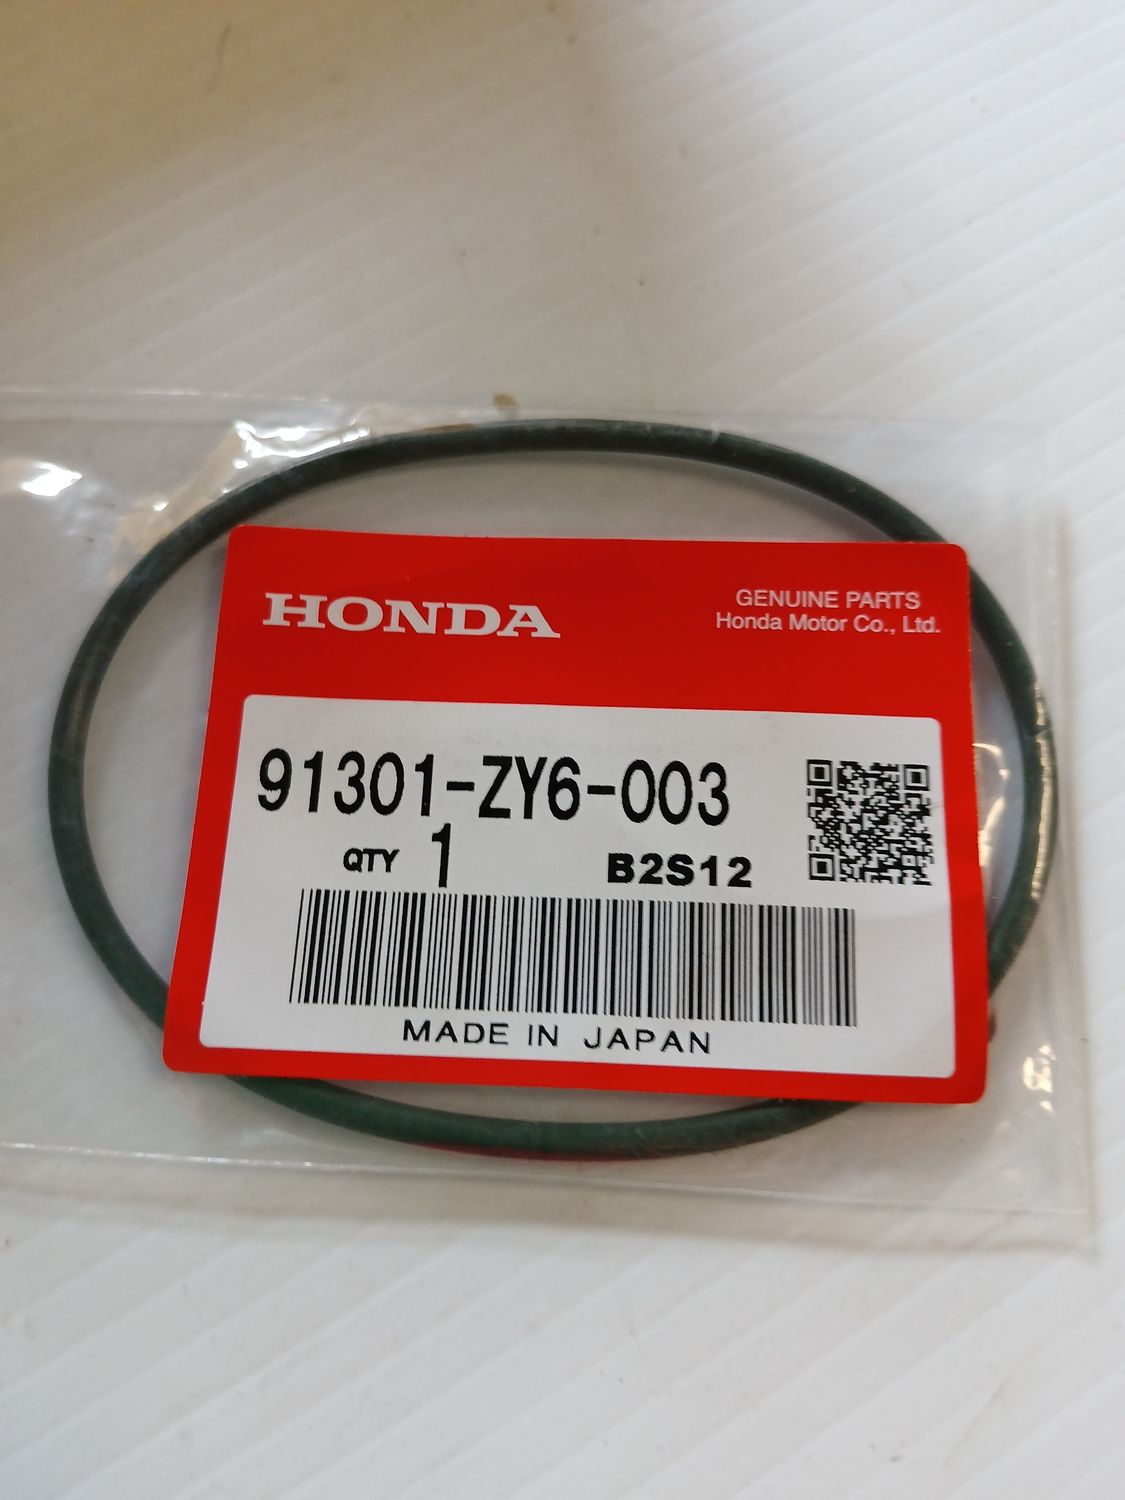 HONDA
GENUINE PARTS
Honda Motor Co., Ltd.
91301-ZY6-003
QTY 1 B2S12
MADE IN JAPAN